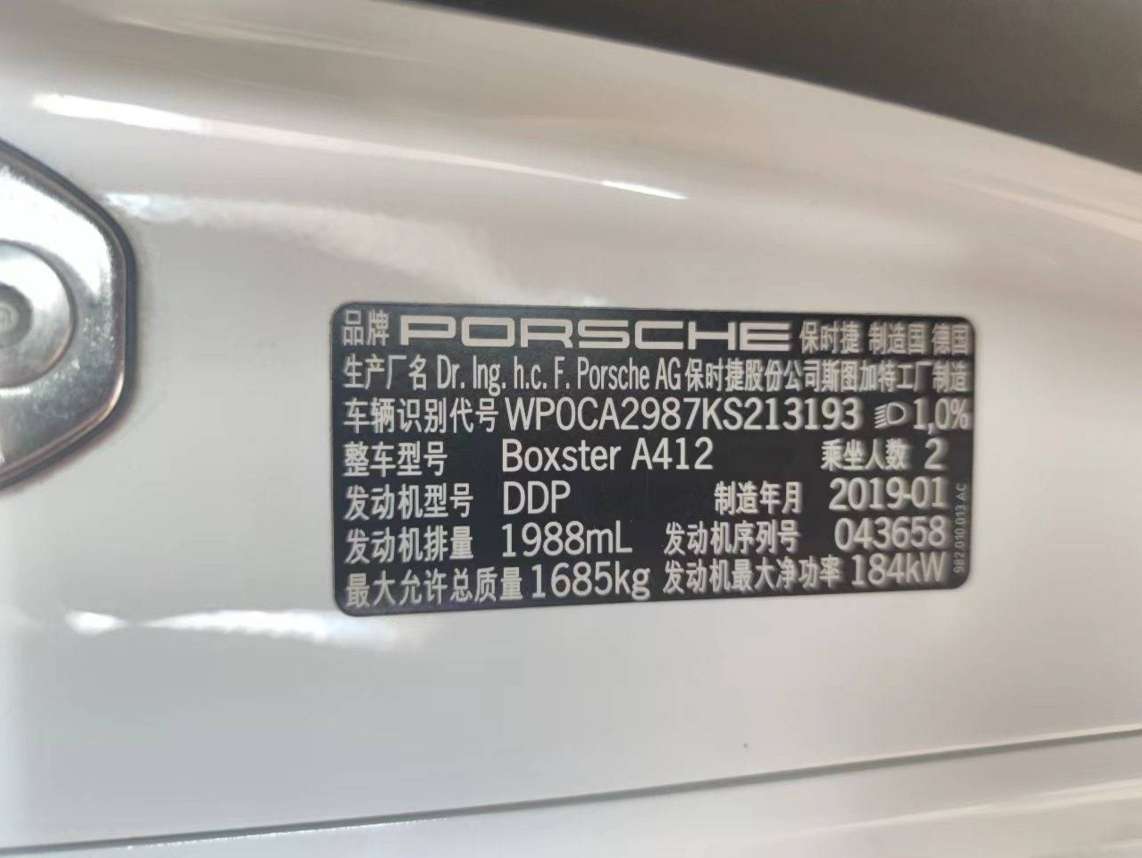 品牌 PORSCHE 保时捷 制造国 德国
生产厂名 Dr. Ing. h.c. F. Porsche AG 保时捷股份公司斯图加特工厂制造
车辆识别代号 WP0CA2987KS213193 1,0%
整车型号 Boxster A412 乘坐人数 2
发动机型号 DDP 制造年月 2019-01
发动机排量 1988mL 发动机序列号 043658
最大允许总质量 1685kg 发动机最大净功率 184kW
982.010.013.AC